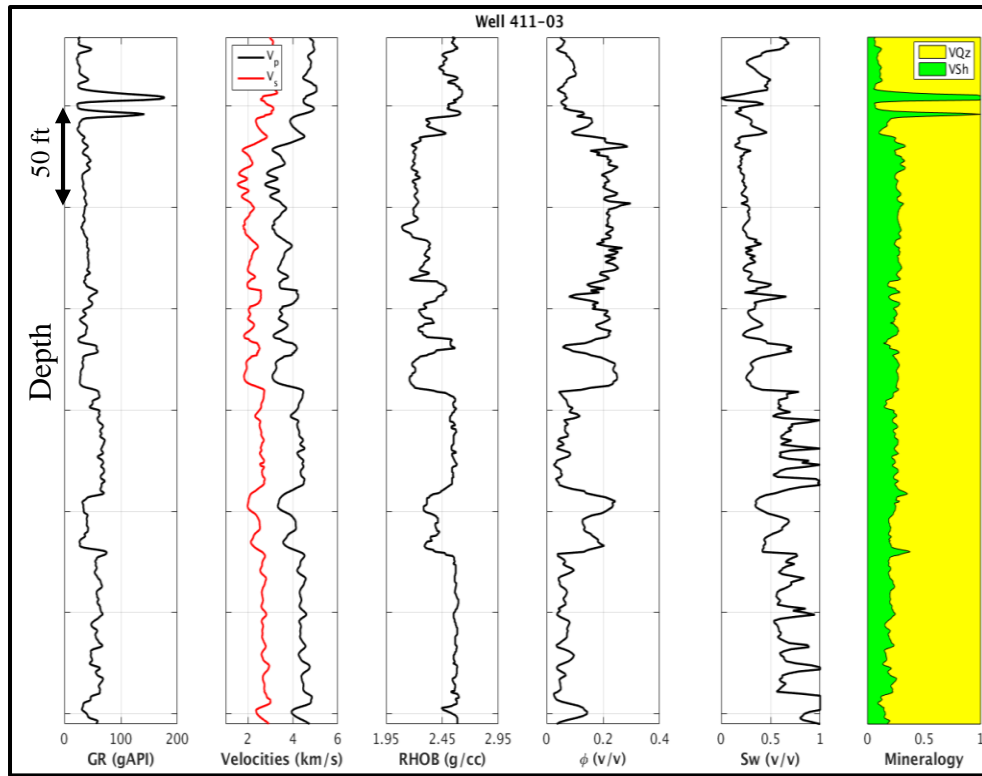 Well 411-03
Vp
Vs
VQz
VSh
50 ft
Depth
0 100 200
2 4 6
1.95 2.45 2.95
0 0.2 0.4
0 0.5 1
0 0.5 1
GR (gAPI)
Velocities (km/s)
RHOB (g/cc)
ϕ (v/v)
Sw (v/v)
Mineralogy